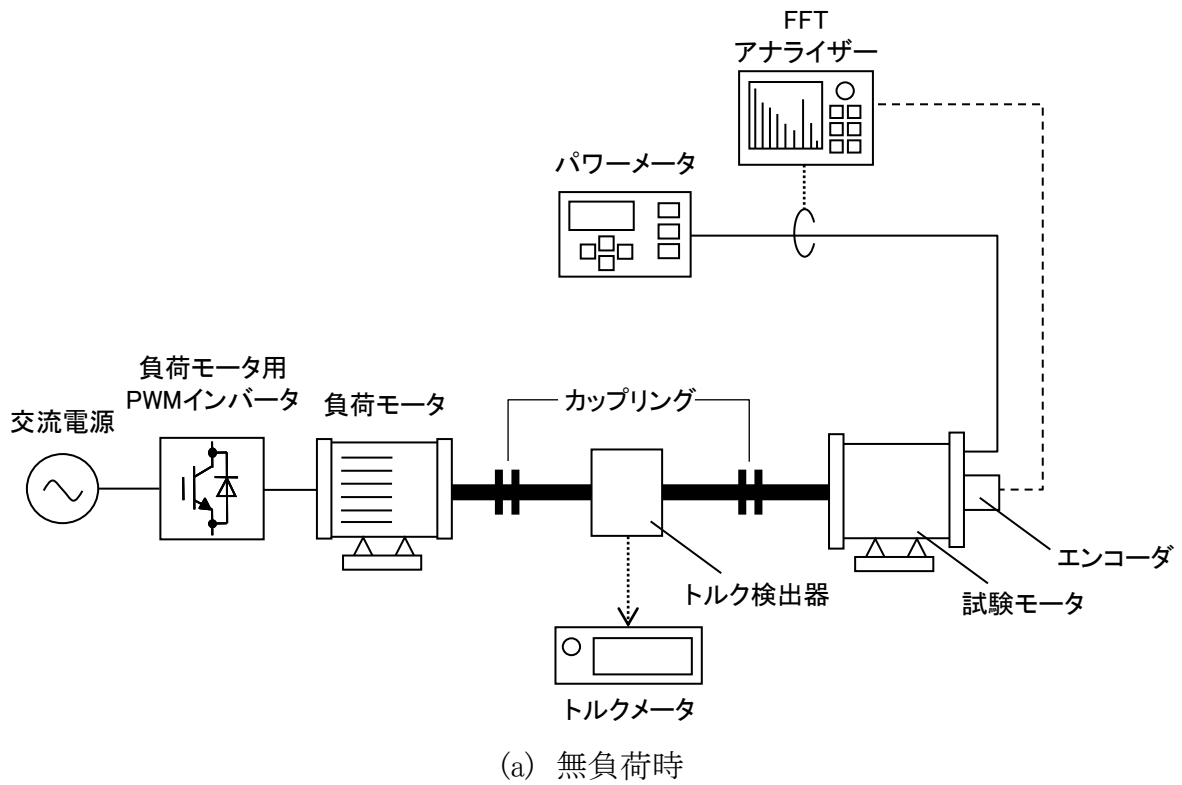 FFT
アナライザー
パワーメータ
負荷モータ用
PWMインバータ
負荷モータ
カップリング
交流電源
エンコーダ
トルク検出器
試験モータ
トルクメータ
(a) 無負荷時